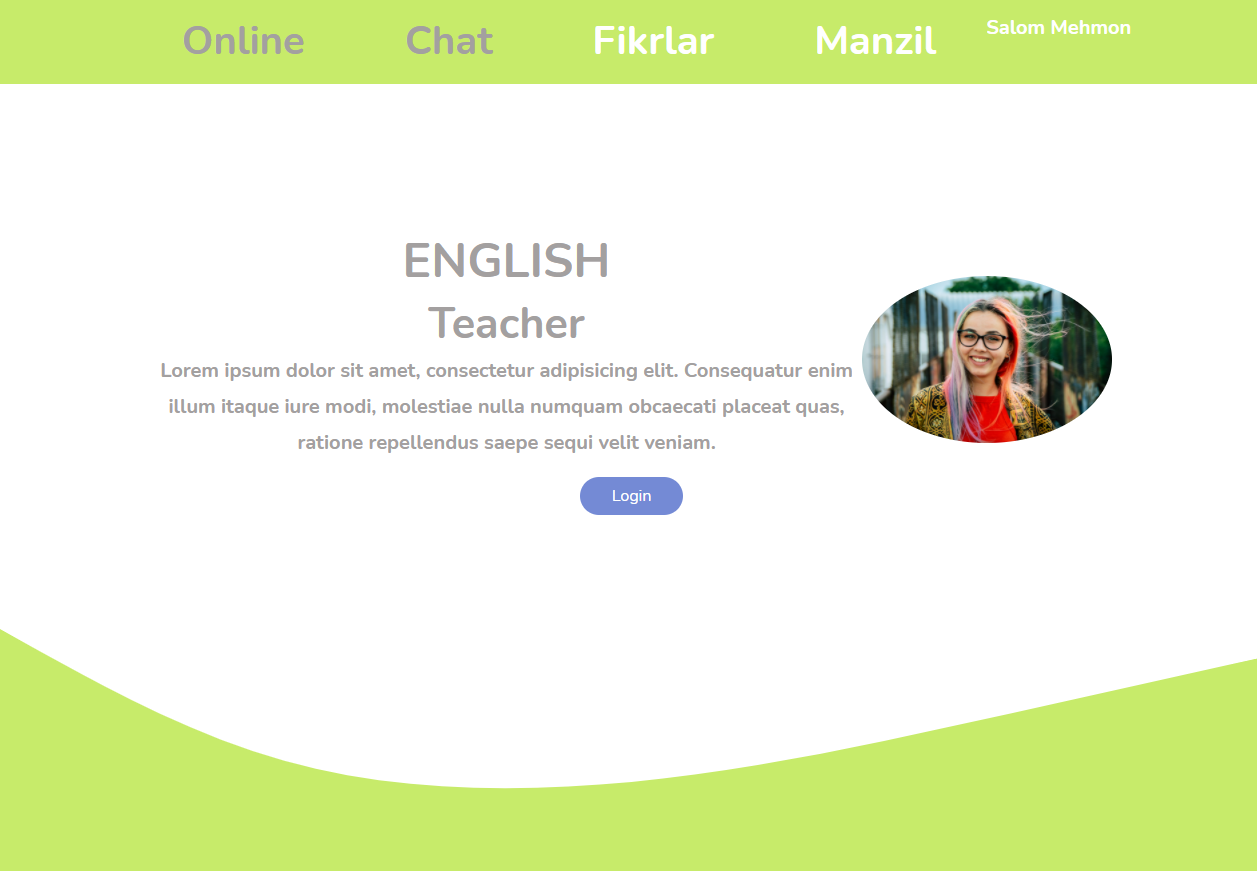 Online Chat Fikrlar Manzil Salom Mehmon
ENGLISH
Teacher
Lorem ipsum dolor sit amet, consectetur adipisicing elit. Consequatur enim
illum itaque iure modi, molestiae nulla numquam obcaecati placeat quas,
ratione repellendus saepe sequi velit veniam.
Login